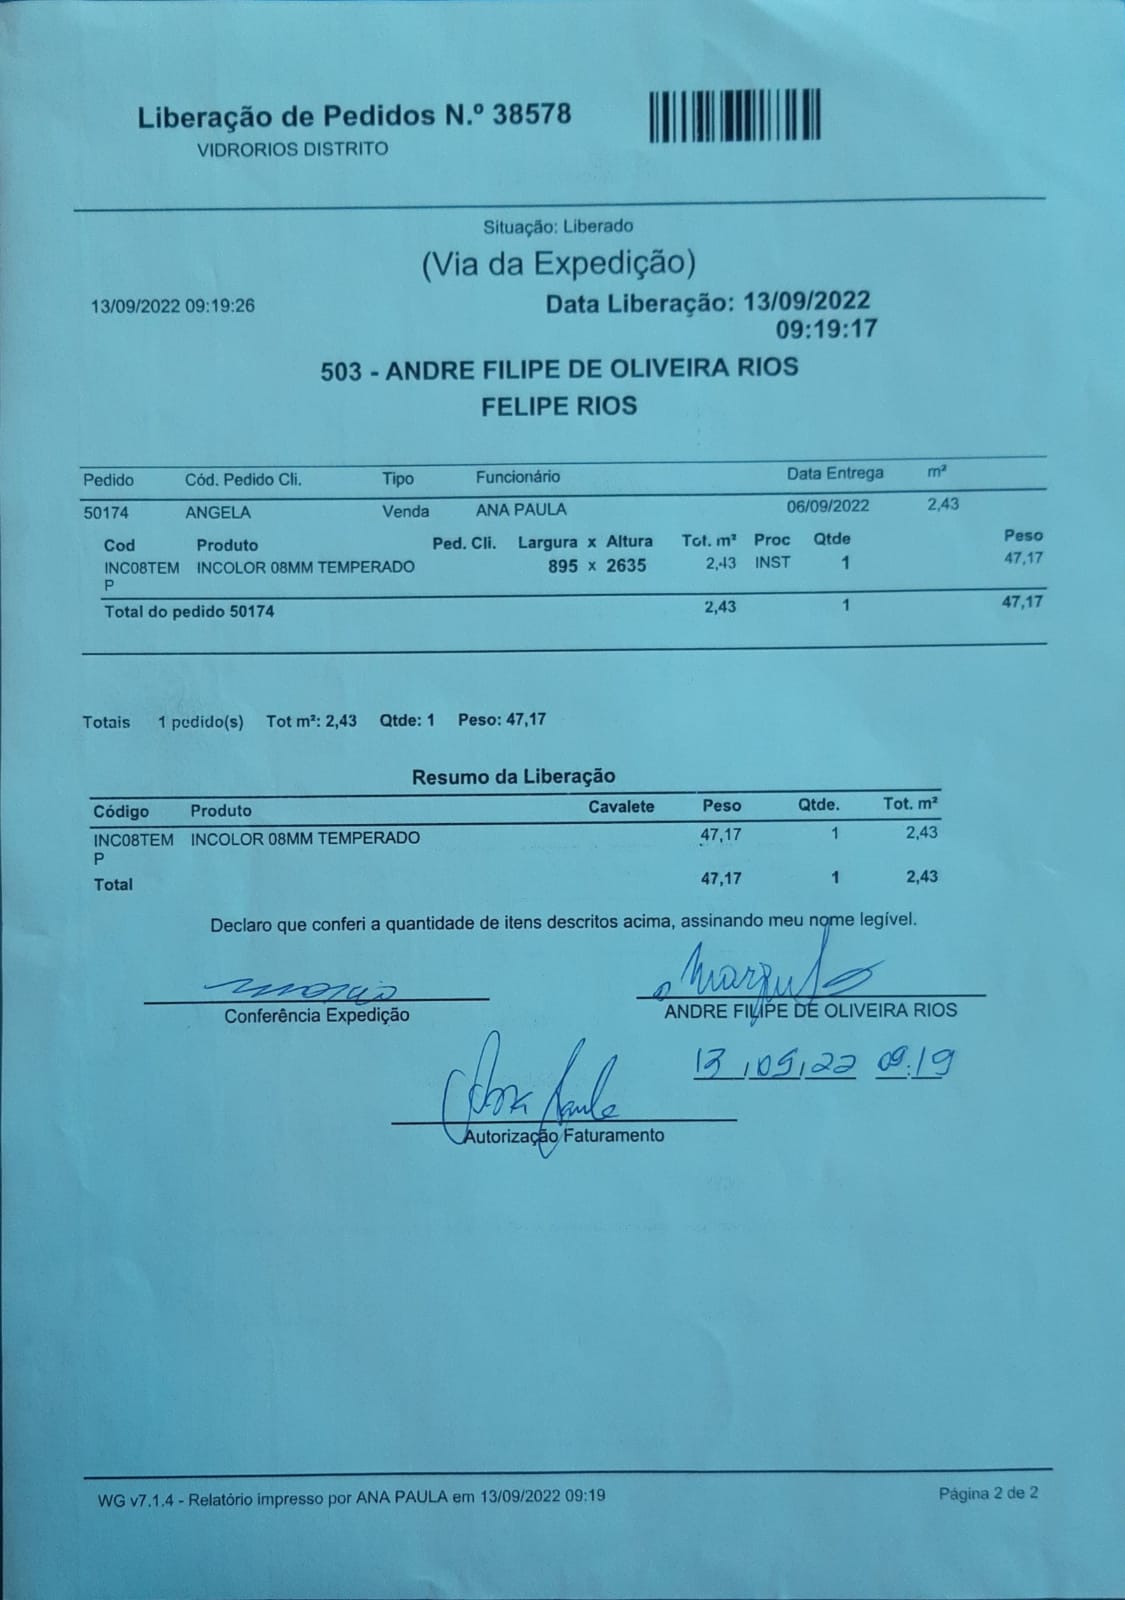 Liberação de Pedidos N.º 38578
VIDRORIOS DISTRITO
Situação: Liberado
(Via da Expedição)
13/09/2022 09:19:26 Data Liberação: 13/09/2022
09:19:17
503 - ANDRE FILIPE DE OLIVEIRA RIOS
FELIPE RIOS
Pedido Cód. Pedido Cli. Tipo Funcionário Data Entrega m²
50174 ANGELA Venda ANA PAULA 06/09/2022 2,43
Cod Produto Ped. Cli. Largura x Altura Tot. m² Proc Qtde Peso
INC08TEM INCOLOR 08MM TEMPERADO 895 x 2635 2,43 INST 1 47,17
P
Total do pedido 50174 2,43 1 47,17
Totais 1 pedido(s) Tot m²: 2,43 Qtde: 1 Peso: 47,17
Resumo da Liberação
Código Produto Cavalete Peso Qtde. Tot. m²
INC08TEM INCOLOR 08MM TEMPERADO 47,17 1 2,43
P
Total 47,17 1 2,43
Declaro que conferi a quantidade de itens descritos acima, assinando meu nome legível.
Conferência Expedição ANDRE FILIPE DE OLIVEIRA RIOS
13/09/22 09:19
Ana Paula
Autorização Faturamento
WG v7.1.4 - Relatório impresso por ANA PAULA em 13/09/2022 09:19 Página 2 de 2